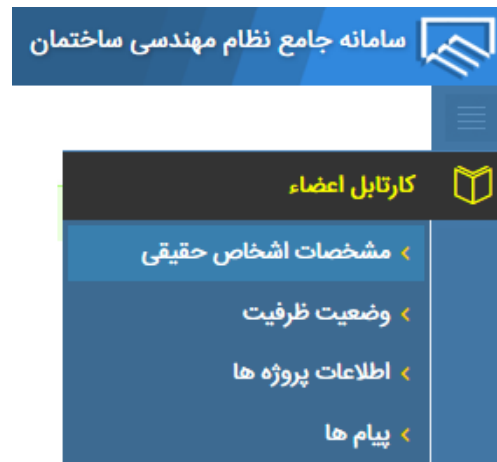 سامانه جامع نظام مهندسی ساختمان
کارتابل اعضاء
مشخصات اشخاص حقیقی
وضعیت ظرفیت
اطلاعات پروژه ها
پیام ها